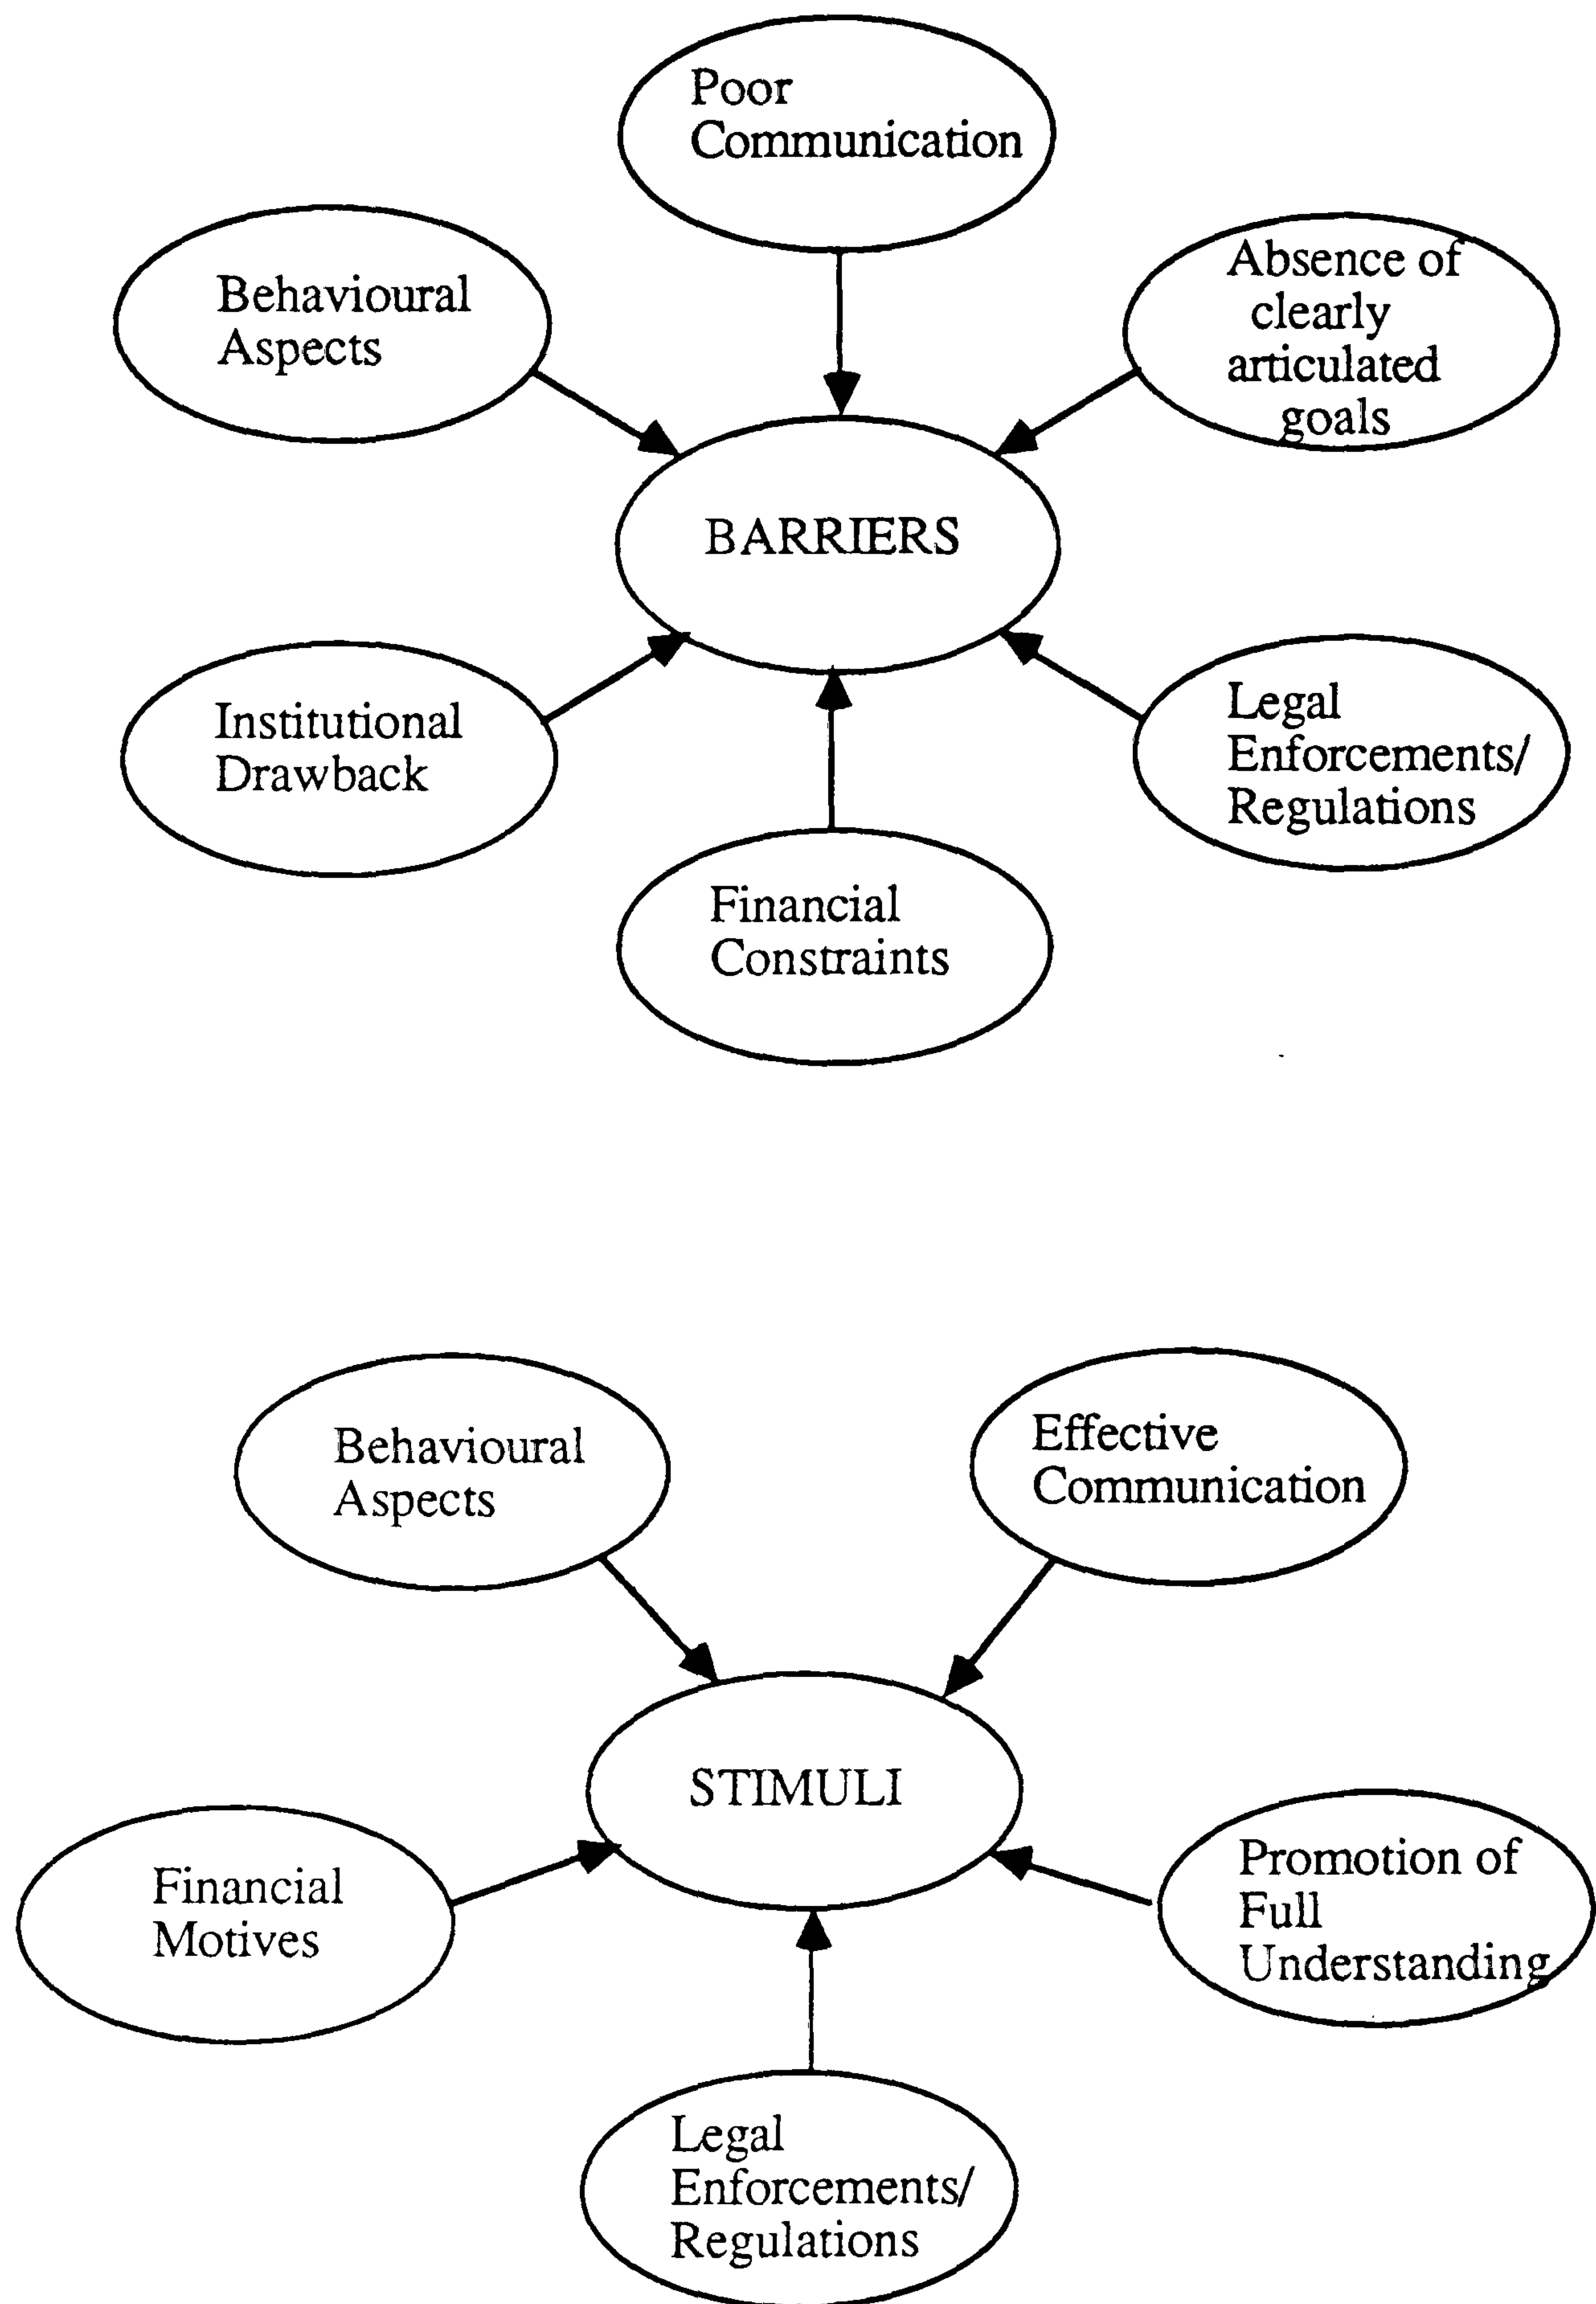 Poor
Communication
Behavioural
Aspects
Absence of
clearly
articulated
goals
BARRIERS
Institutional
Drawback
Legal
Enforcements/
Regulations
Financial
Constraints
Behavioural
Aspects
Effective
Communication
STIMULI
Financial
Motives
Promotion of
Full
Understanding
Legal
Enforcements/
Regulations